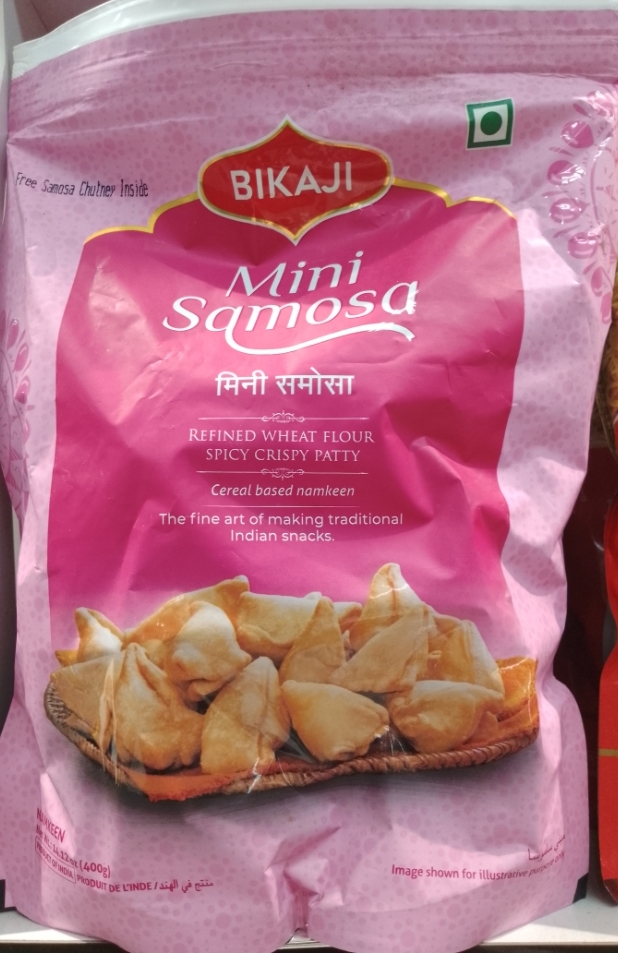 Free Samosa Chutney Inside
BIKAJI
Mini
Samosa
मिनी समोसा
REFINED WHEAT FLOUR
SPICY CRISPY PATTY
Cereal based namkeen
The fine art of making traditional
Indian snacks.
NAMKEEN
(400g)
PRODUCT OF INDIA / PRODUIT DE L'INDE / منتج في الهند
Image shown for illustrative purpose only